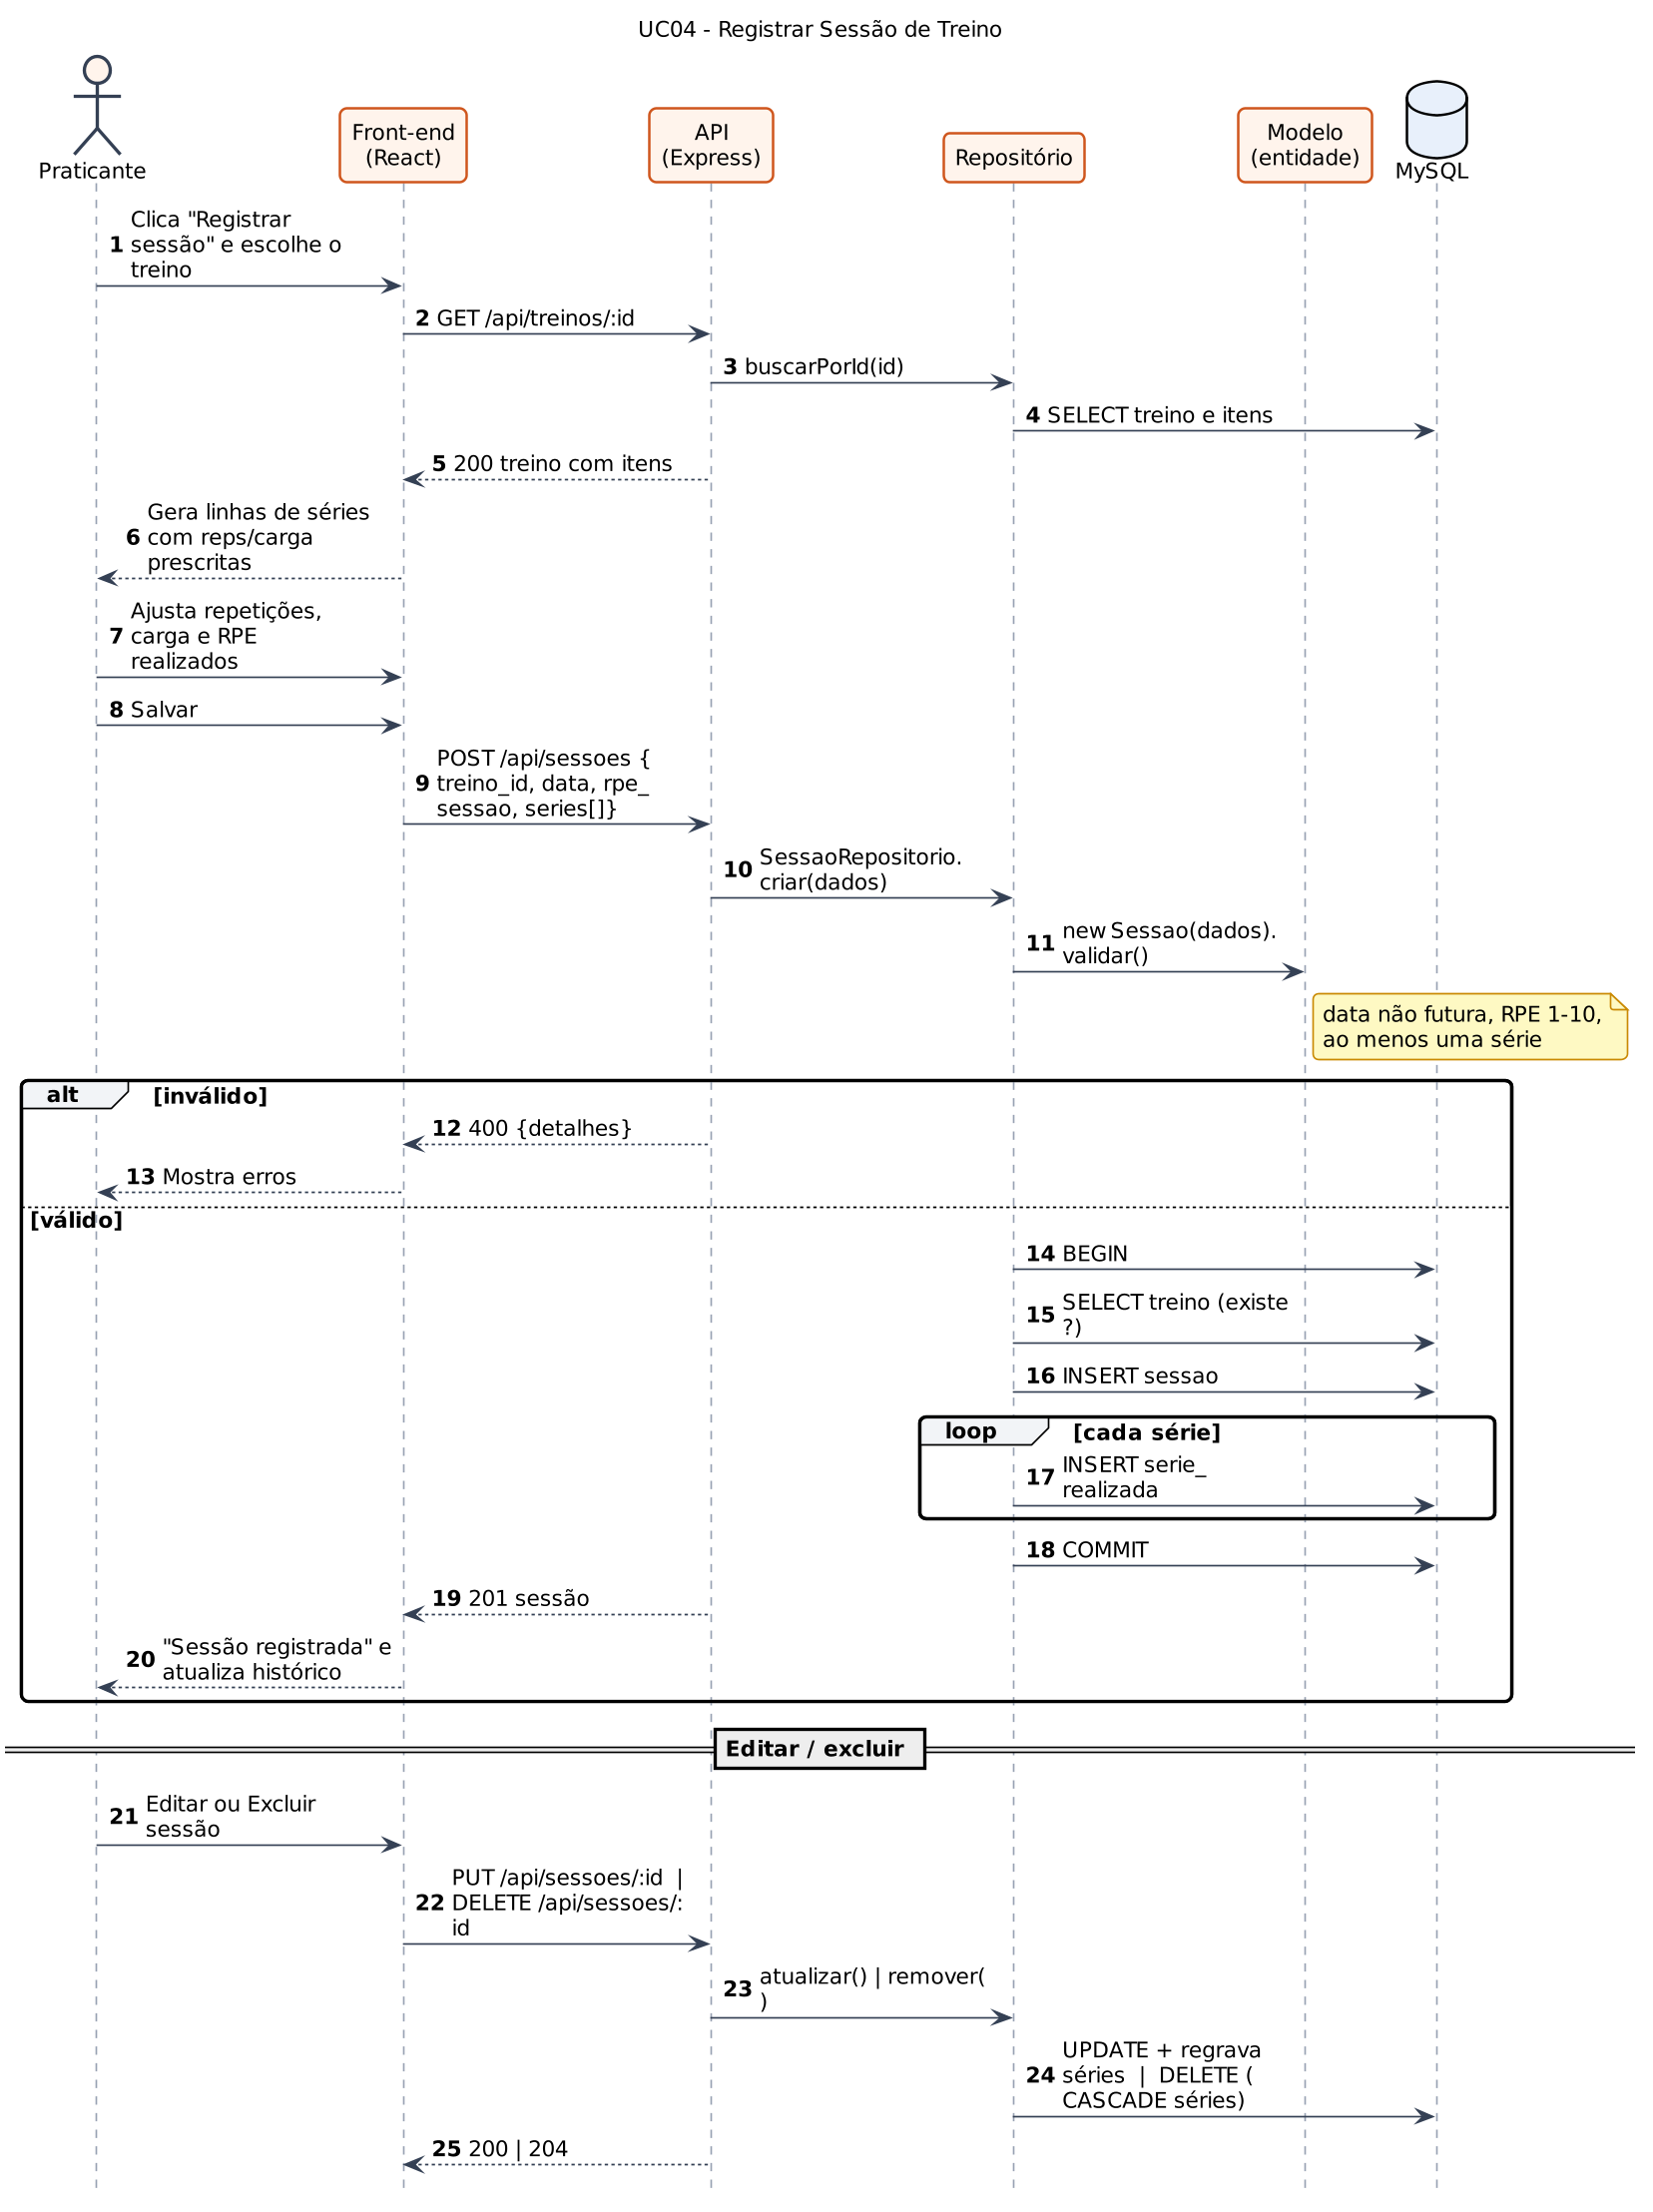 UC04 - Registrar Sessão de Treino
Praticante
Front-end
(React)
API
(Express)
Repositório
Modelo
(entidade)
MySQL
1 Clica "Registrar
sessão" e escolhe o
treino
2 GET /api/treinos/:id
3 buscarPorId(id)
4 SELECT treino e itens
5 200 treino com itens
6 Gera linhas de séries
com reps/carga
prescritas
7 Ajusta repetições,
carga e RPE
realizados
8 Salvar
9 POST /api/sessoes {
treino_id, data, rpe_
sessao, series[]}
10 SessaoRepositorio.
criar(dados)
11 new Sessao(dados).
validar()
data não futura, RPE 1-10,
ao menos uma série
alt [inválido]
12 400 {detalhes}
13 Mostra erros
[válido]
14 BEGIN
15 SELECT treino (existe
?)
16 INSERT sessao
loop [cada série]
17 INSERT serie_
realizada
18 COMMIT
19 201 sessão
20 "Sessão registrada" e
atualiza histórico
Editar / excluir
21 Editar ou Excluir
sessão
22 PUT /api/sessoes/:id |
DELETE /api/sessoes/:
id
23 atualizar() | remover(
)
24 UPDATE + regrava
séries | DELETE (
CASCADE séries)
25 200 | 204